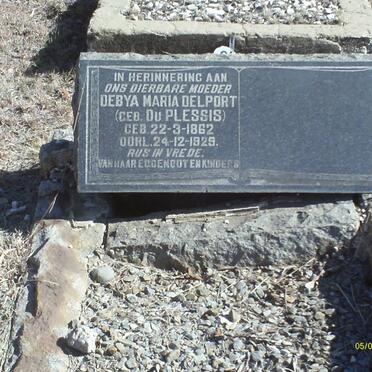 IN HERINNERING AAN
ONS DIERBARE MOEDER
DEBYA MARIA DELPORT
(GEB. DU PLESSIS)
GEB. 22-3-1862
OORL. 24-12-1925.
RUS IN VREDE.
VAN HAAR EGGENOOT EN KINDERS
05/0